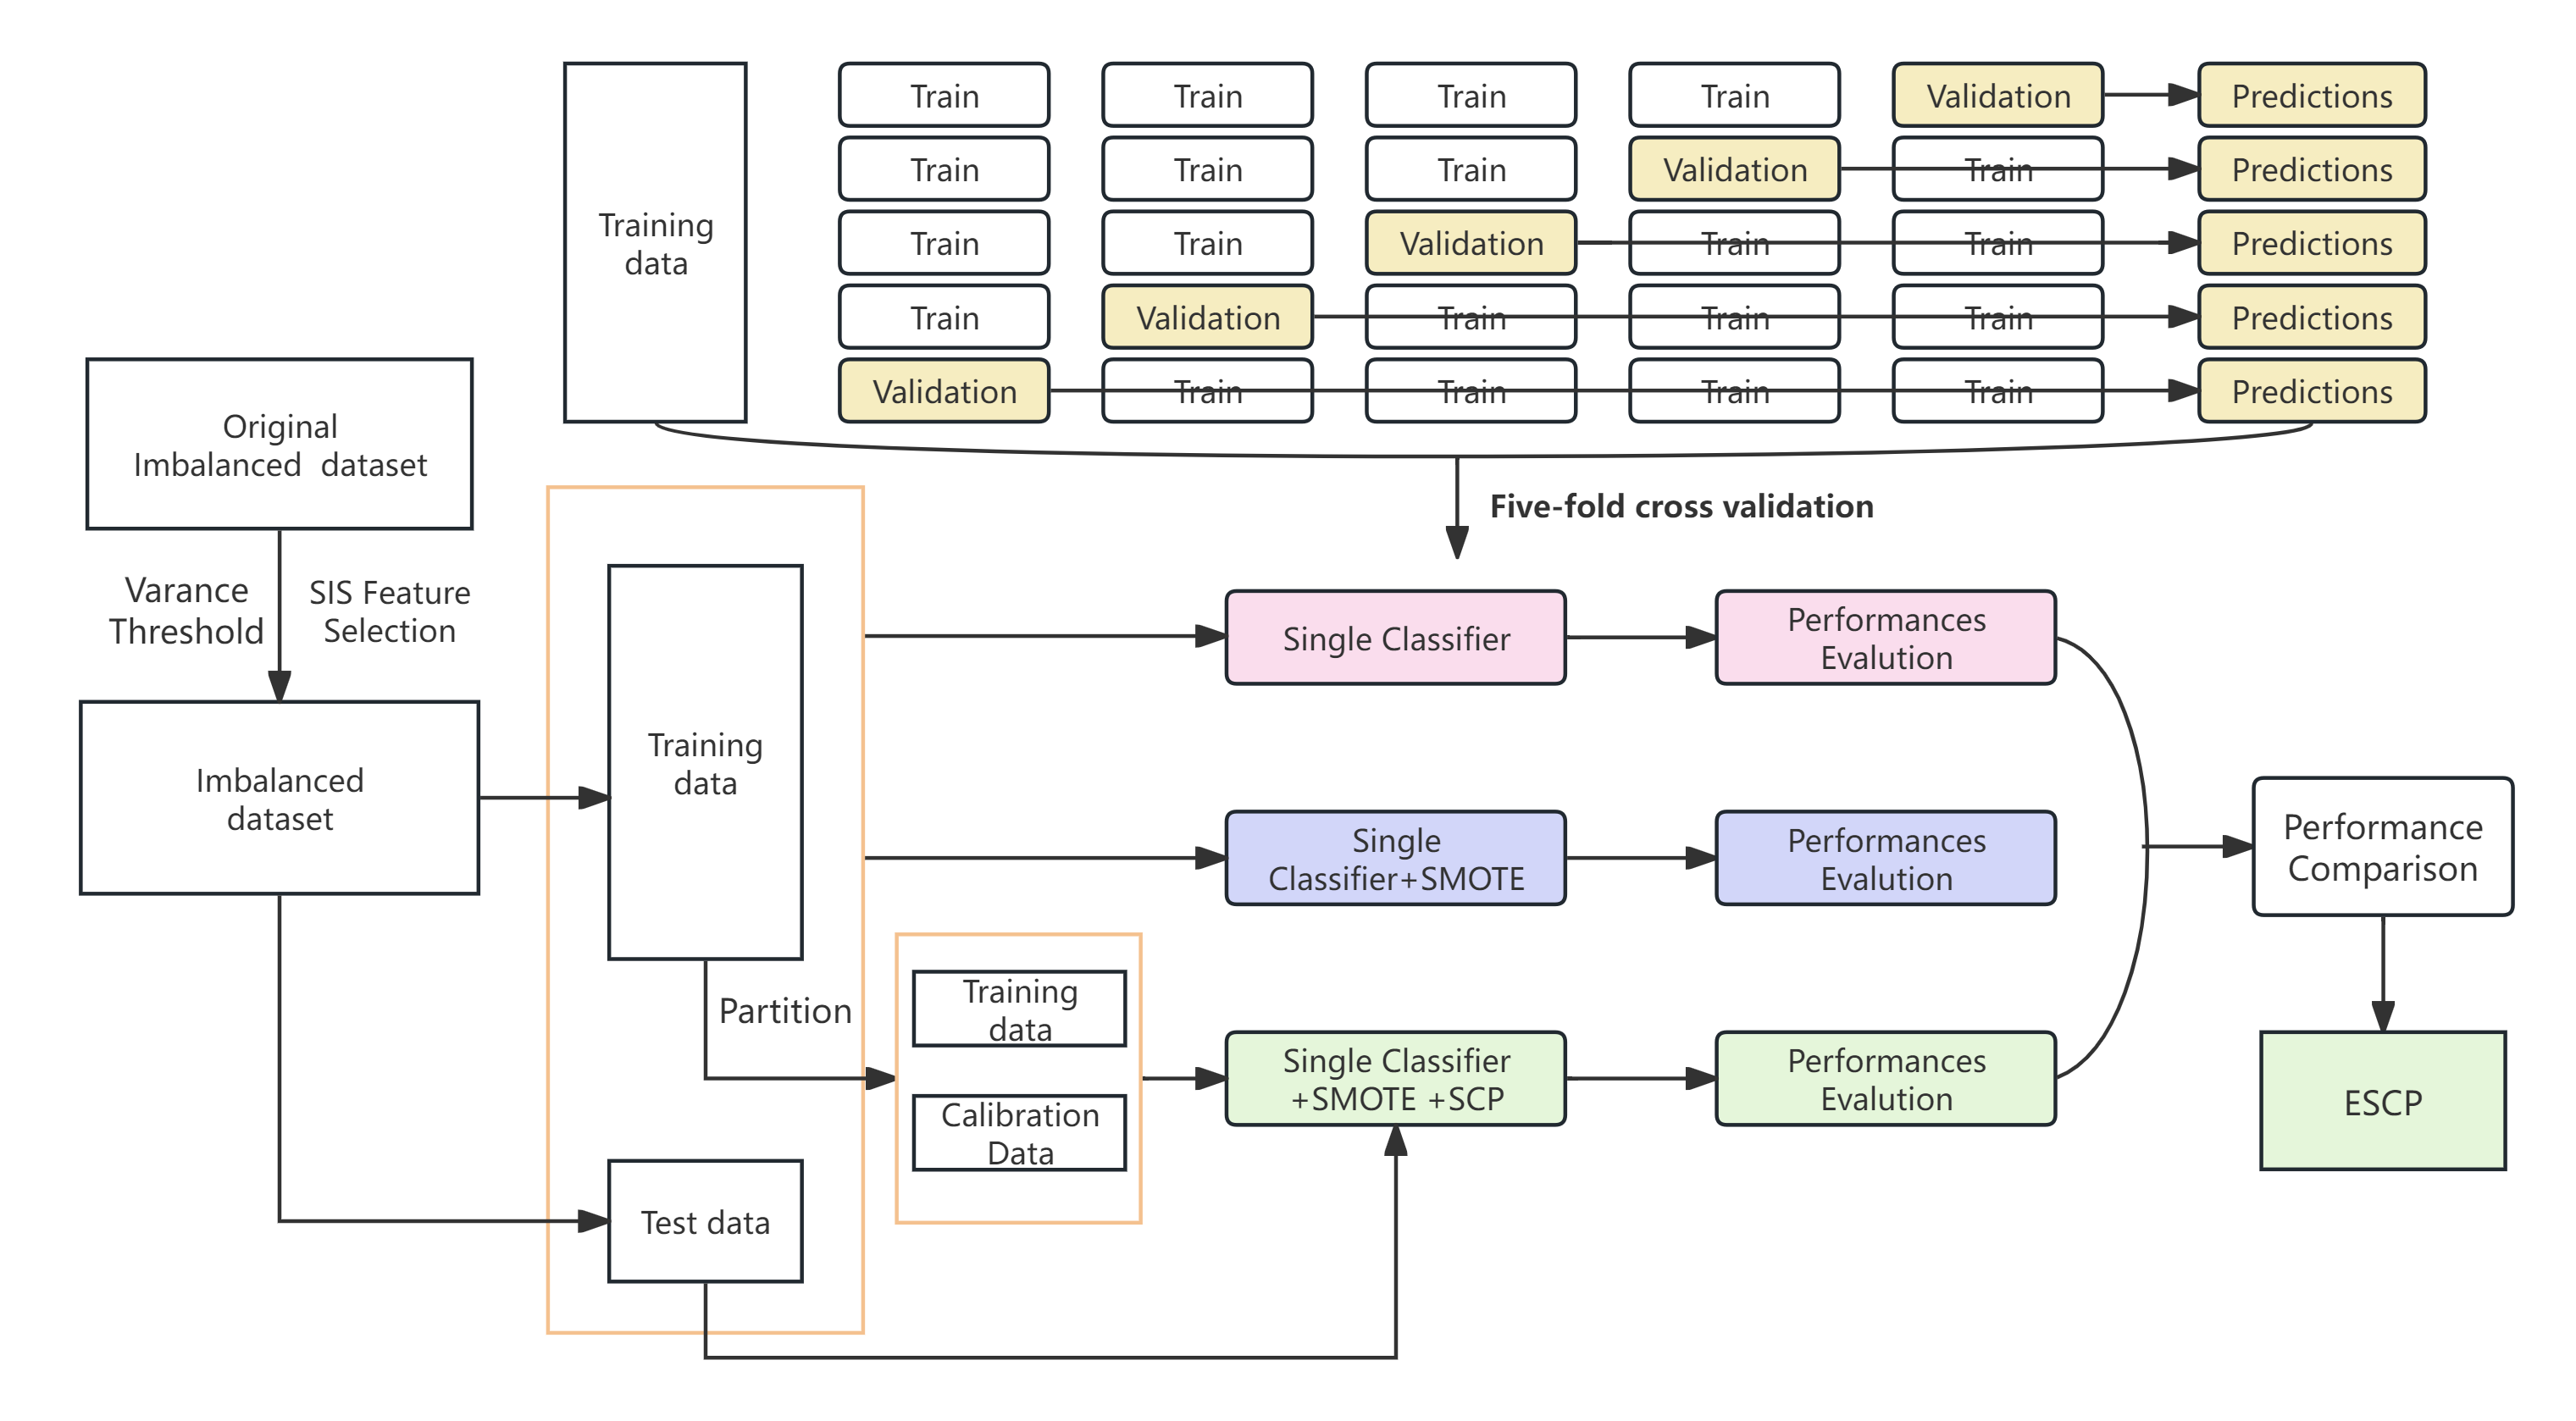 Train
Train
Train
Train
Validation
Predictions
Train
Train
Train
Validation
Train
Predictions
Training
data
Train
Train
Validation
Train
Train
Predictions
Train
Validation
Train
Train
Train
Predictions
Validation
Train
Train
Train
Train
Predictions
Original
Imbalanced  dataset
Five-fold cross validation
Varance
Threshold
SIS Feature
Selection
Single Classifier
Performances
Evalution
Imbalanced
dataset
Training
data
Single
Classifier+SMOTE
Performances
Evalution
Performance
Comparison
Partition
Training
data
Calibration
Data
Single Classifier
+SMOTE +SCP
Performances
Evalution
ESCP
Test data